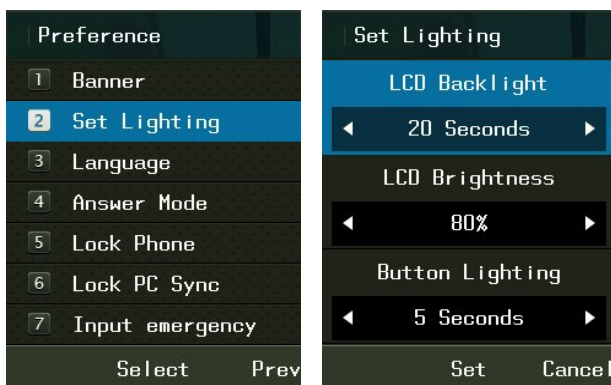 Preference
1 Banner
2 Set Lighting
3 Language
4 Answer Mode
5 Lock Phone
6 Lock PC Sync
7 Input emergency
Select Prev
Set Lighting
LCD Backlight
20 Seconds
LCD Brightness
80%
Button Lighting
5 Seconds
Set Cancel